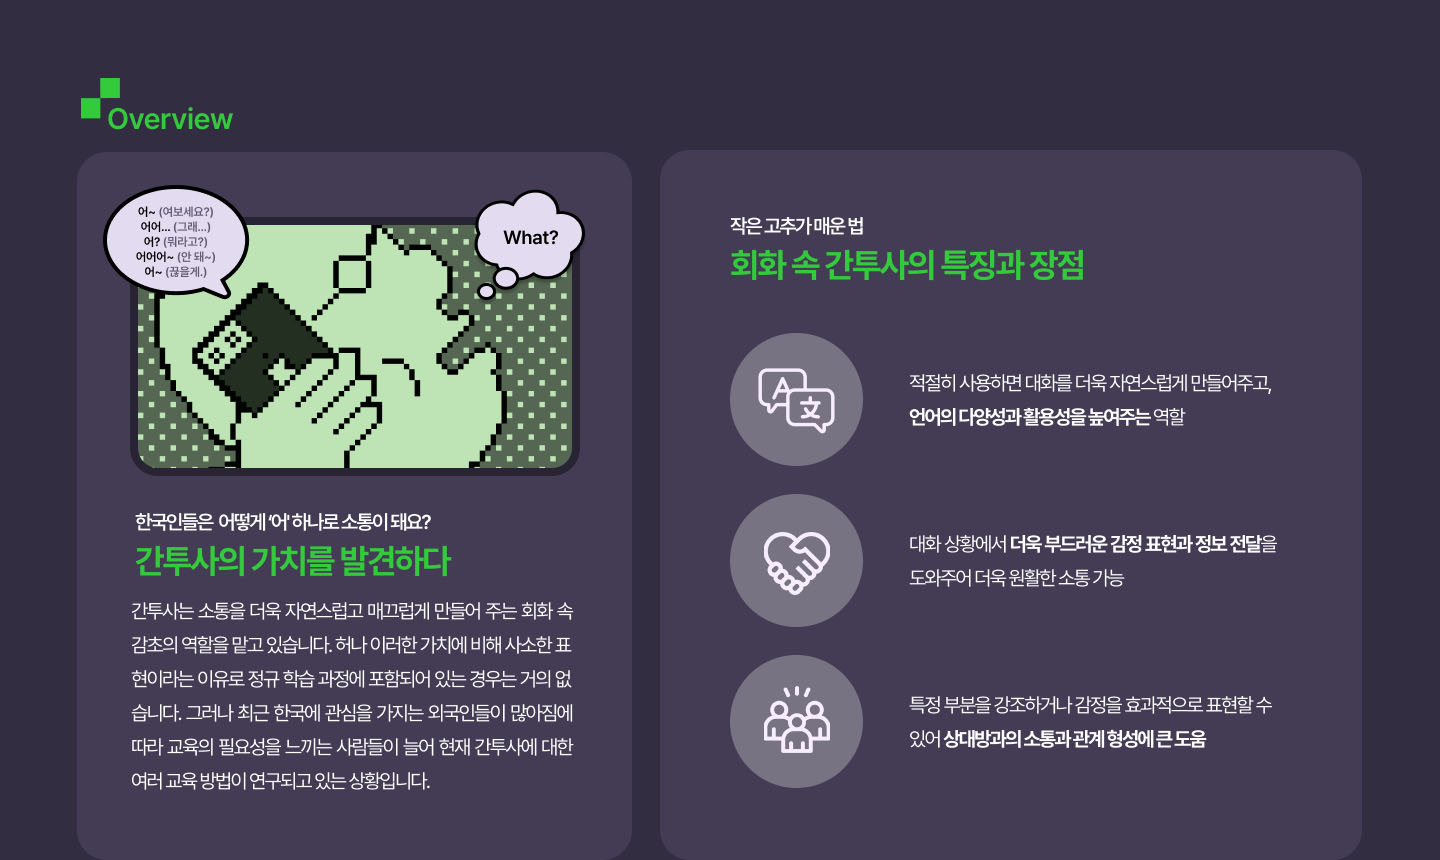 Overview
어~ (여보세요?)
어어... (그래...)
어? (뭐라고?)
어어어~ (안 돼~)
어~ (끊을게.)
What?
한국인들은 어떻게 '어' 하나로 소통이 돼요?
간투사의 가치를 발견하다
간투사는 소통을 더욱 자연스럽고 매끄럽게 만들어 주는 회화 속
감초의 역할을 맡고 있습니다. 허나 이러한 가치에 비해 사소한 표
현이라는 이유로 정규 학습 과정에 포함되어 있는 경우는 거의 없
습니다. 그러나 최근 한국에 관심을 가지는 외국인들이 많아짐에
따라 교육의 필요성을 느끼는 사람들이 늘어 현재 간투사에 대한
여러 교육 방법이 연구되고 있는 상황입니다.
작은 고추가 매운 법
회화 속 간투사의 특징과 장점
A
文
적절히 사용하면 대화를 더욱 자연스럽게 만들어주고,
언어의 다양성과 활용성을 높여주는 역할
대화 상황에서 더욱 부드러운 감정 표현과 정보 전달을
도와주어 더욱 원활한 소통 가능
특정 부분을 강조하거나 감정을 효과적으로 표현할 수
있어 상대방과의 소통과 관계 형성에 큰 도움